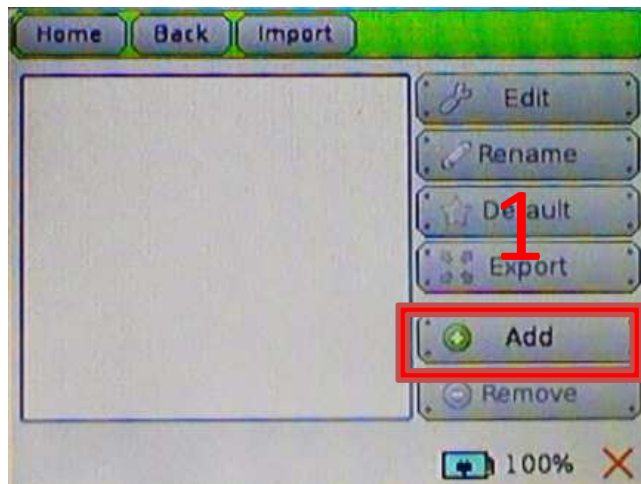 Home Back Import
Edit
Rename
Default
Export
1
Add
Remove
100%